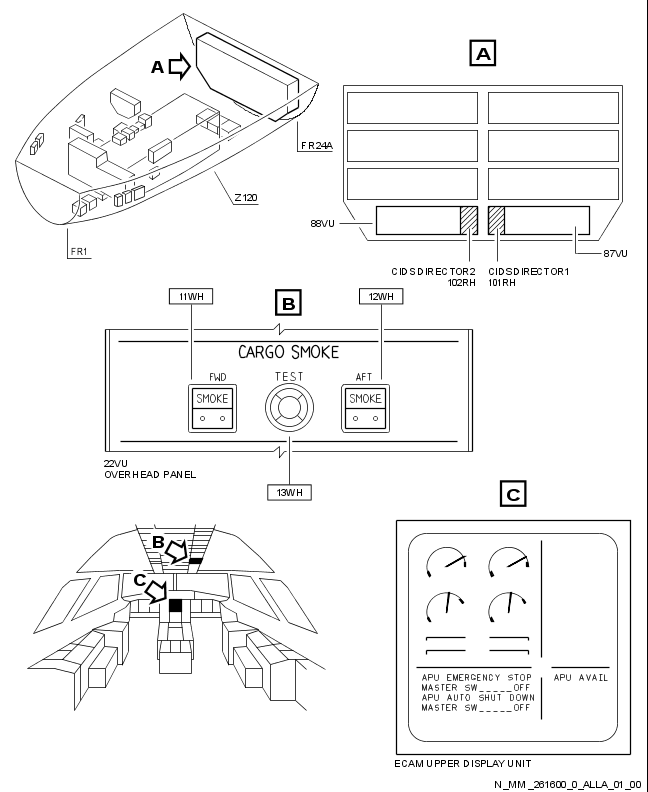 A
A
FR24A
Z120
FR1
88VU
87VU
CIDS DIRECTOR 2
102RH
CIDS DIRECTOR 1
101RH
11WH
B
12WH
CARGO SMOKE
FWD
TEST
AFT
SMOKE
SMOKE
22VU
OVERHEAD PANEL
13WH
C
B
C
APU EMERGENCY STOP
MASTER SW_____OFF
APU AUTO SHUT DOWN
MASTER SW_____OFF
APU AVAIL
ECAM UPPER DISPLAY UNIT
N_MM_261600_0_ALLA_01_00